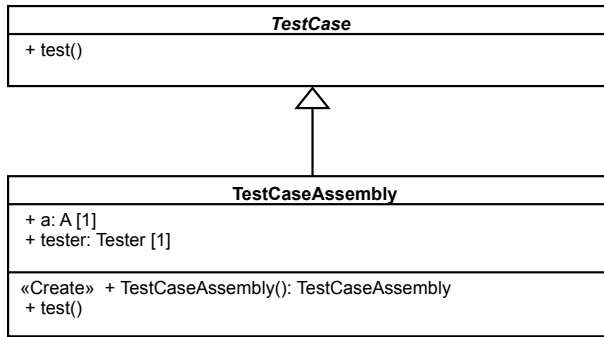 TestCase
+ test()
TestCaseAssembly
+ a: A [1]
+ tester: Tester [1]
«Create» + TestCaseAssembly(): TestCaseAssembly
+ test()